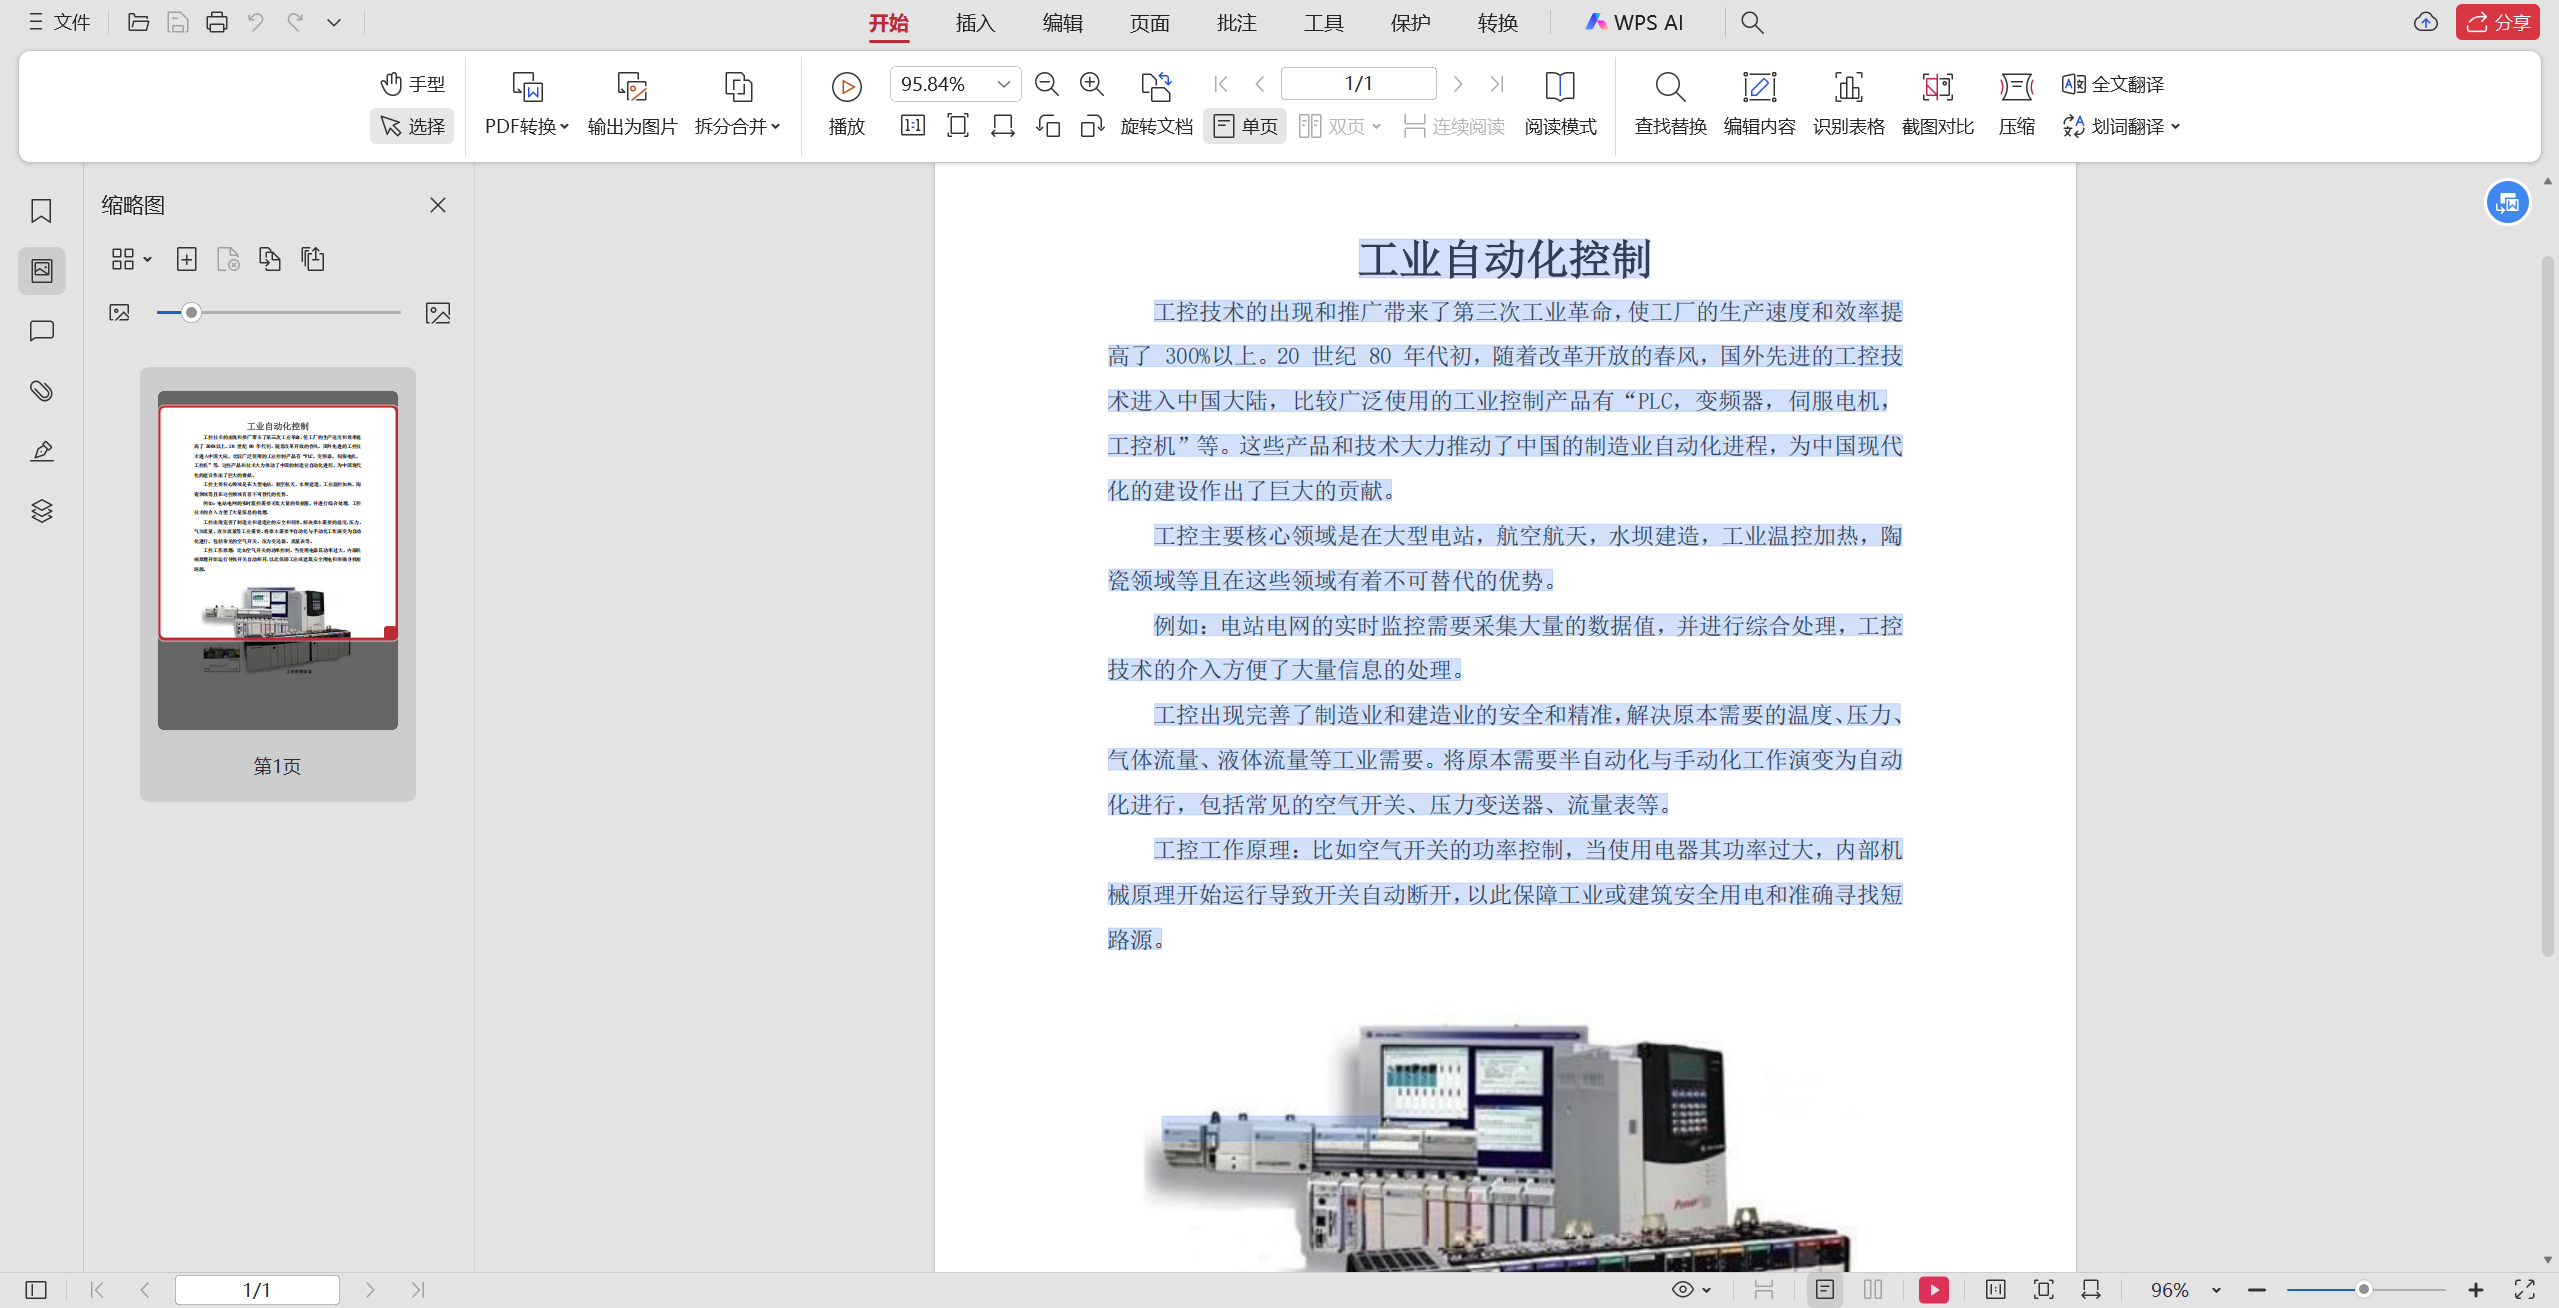 文件
开始
插入
编辑
页面
批注
工具
保护
转换
WPS AI
分享
手型
选择
PDF转换
输出为图片
拆分合并
播放
95.84%
1:1
旋转文档
1/1
单页
双页
连续阅读
阅读模式
查找替换
编辑内容
识别表格
截图对比
压缩
全文翻译
划词翻译
缩略图
第1页
工业自动化控制
工控技术的出现和推广带来了第三次工业革命,使工厂的生产速度和效率提
高了 300%以上。20 世纪 80 年代初，随着改革开放的春风，国外先进的工控技
术进入中国大陆，比较广泛使用的工业控制产品有“PLC，变频器，伺服电机，
工控机”等。这些产品和技术大力推动了中国的制造业自动化进程，为中国现代
化的建设作出了巨大的贡献。
工控主要核心领域是在大型电站，航空航天，水坝建造，工业温控加热，陶
瓷领域等且在这些领域有着不可替代的优势。
例如：电站电网的实时监控需要采集大量的数据值，并进行综合处理，工控
技术的介入方便了大量信息的处理。
工控出现完善了制造业和建造业的安全和精准,解决原本需要的温度、压力、
气体流量、液体流量等工业需要。将原本需要半自动化与手动化工作演变为自动
化进行，包括常见的空气开关、压力变送器、流量表等。
工控工作原理：比如空气开关的功率控制，当使用电器其功率过大，内部机
械原理开始运行导致开关自动断开,以此保障工业或建筑安全用电和准确寻找短
路源。
1/1
96%